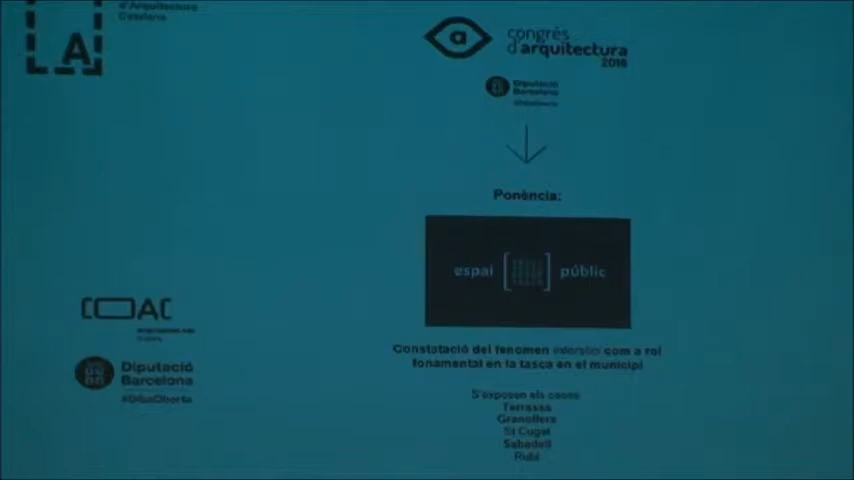 d'Arquitectura
Catalana
A
a
congrés
d'arquitectura
2016
Diputació
Barcelona
Ponència:
espai [ ] públic
Constatació del fenomen intersticí com a rol
fonamental en la tasca en el municipi
S'exposen els casos
Terrassa
Granollers
St Cugat
Sabadell
Rubí
COAC
Diputació
Barcelona
#DibaOberta